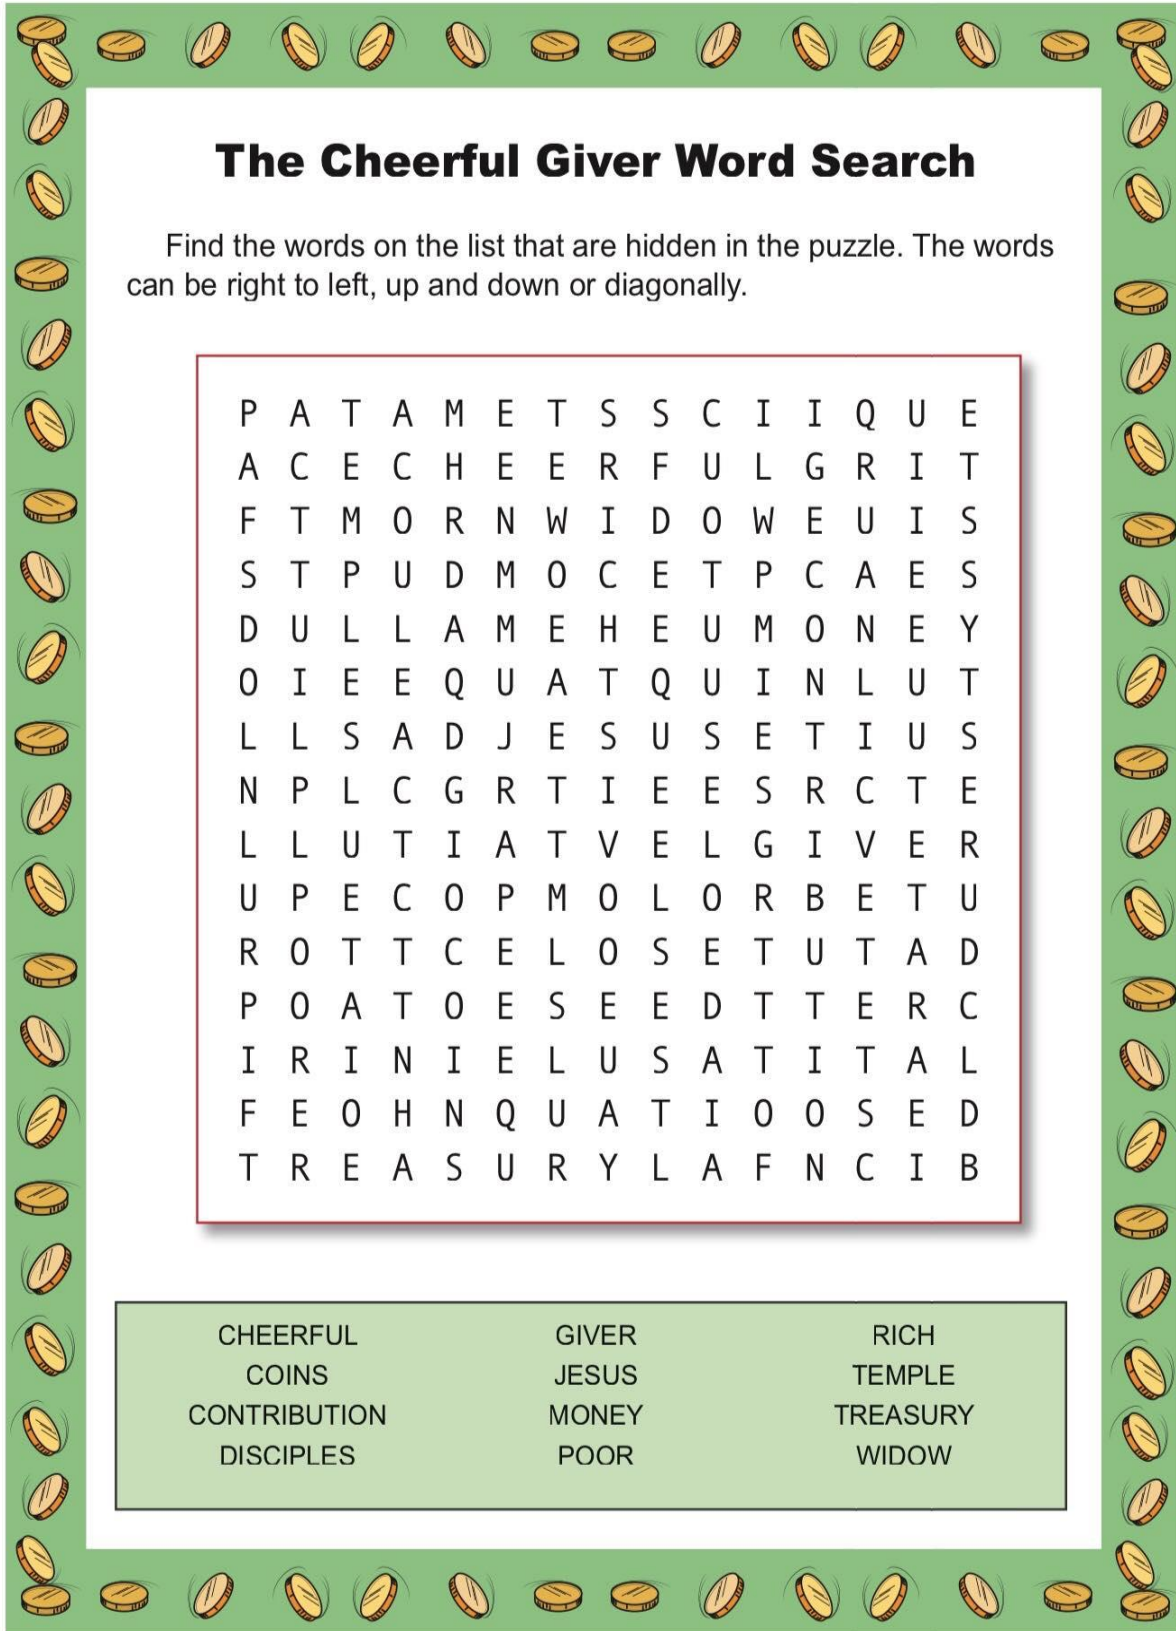 The Cheerful Giver Word Search
Find the words on the list that are hidden in the puzzle. The words
can be right to left, up and down or diagonally.
P A T A M E T S S C I I Q U E
A C E C H E E R F U L G R I T
F T M O R N W I D O W E U I S
S T P U D M O C E T P C A E S
D U L L A M E H E U M O N E Y
O I E E Q U A T Q U I N L U T
L L S A D J E S U S E T I U S
N P L C G R T I E E S R C T E
L L U T I A T V E L G I V E R
U P E C O P M O L O R B E T U
R O T T C E L O S E T U T A D
P O A T O E S E E D T T E R C
I R I N I E L U S A T I T A L
F E O H N Q U A T I O O S E D
T R E A S U R Y L A F N C I B
CHEERFUL GIVER RICH
COINS JESUS TEMPLE
CONTRIBUTION MONEY TREASURY
DISCIPLES POOR WIDOW